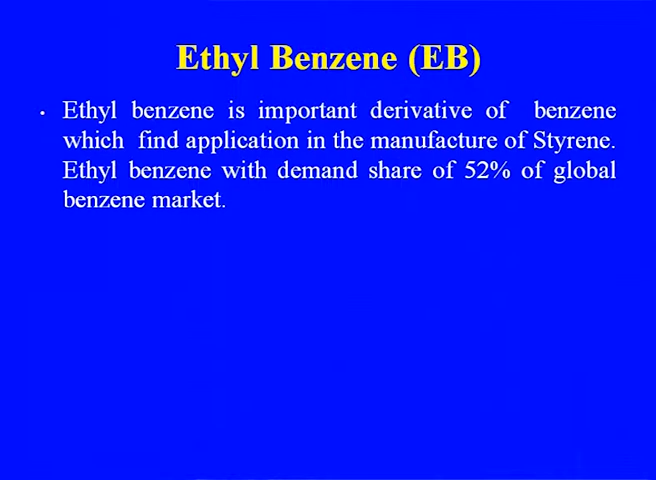 Ethyl Benzene (EB)
• Ethyl benzene is important derivative of benzene
which find application in the manufacture of Styrene.
Ethyl benzene with demand share of 52% of global
benzene market.